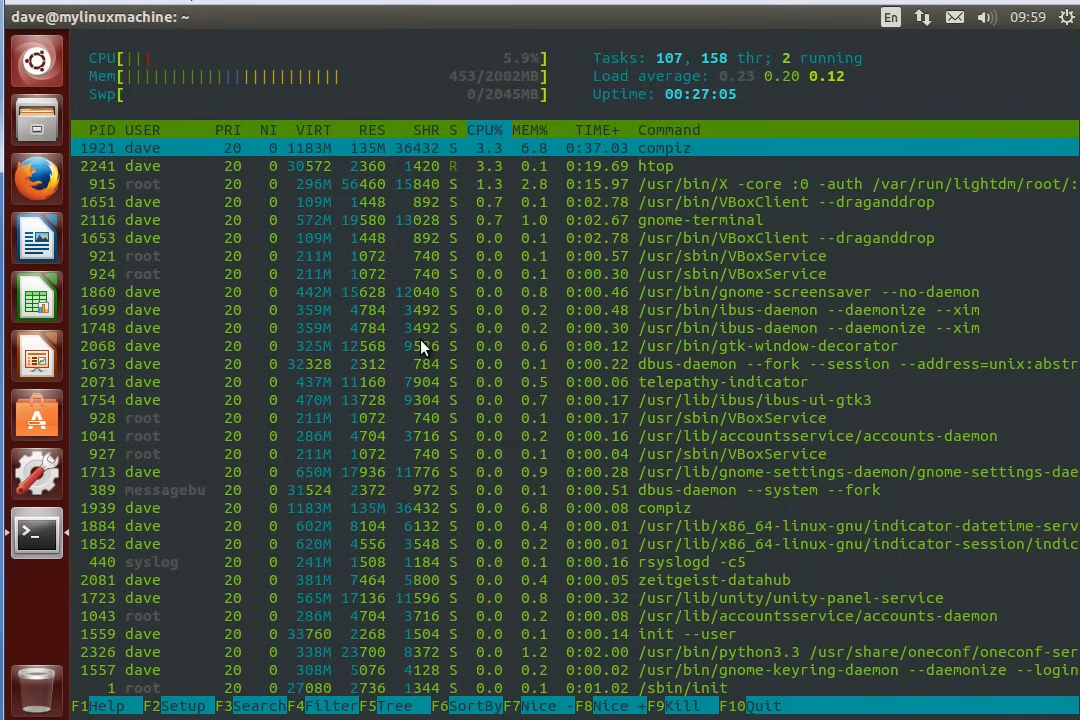 dave@mylinuxmachine: ~ En 09:59
CPU[||| 5.9%] Tasks: 107, 158 thr; 2 running
Mem[||||||||||||||||||||||||| 453/2002MB] Load average: 0.23 0.20 0.12
Swp[ 0/2045MB] Uptime: 00:27:05
PID USER PRI NI VIRT RES SHR S CPU% MEM% TIME+ Command
1921 dave 20 0 1183M 135M 36432 S 3.3 6.8 0:37.03 compiz
2241 dave 20 0 30572 2360 1420 R 3.3 0.1 0:19.69 htop
915 root 20 0 296M 56460 15840 S 1.3 2.8 0:15.97 /usr/bin/X -core :0 -auth /var/run/lightdm/root/:
1651 dave 20 0 109M 1448 892 S 0.7 0.1 0:02.78 /usr/bin/VBoxClient --draganddrop
2116 dave 20 0 572M 19580 13028 S 0.7 1.0 0:02.67 gnome-terminal
1653 dave 20 0 109M 1448 892 S 0.0 0.1 0:02.78 /usr/bin/VBoxClient --draganddrop
921 root 20 0 211M 1072 740 S 0.0 0.1 0:00.57 /usr/sbin/VBoxService
924 root 20 0 211M 1072 740 S 0.0 0.1 0:00.30 /usr/sbin/VBoxService
1860 dave 20 0 442M 15628 12040 S 0.0 0.8 0:00.46 /usr/bin/gnome-screensaver --no-daemon
1699 dave 20 0 359M 4784 3492 S 0.0 0.2 0:00.48 /usr/bin/ibus-daemon --daemonize --xim
1748 dave 20 0 359M 4784 3492 S 0.0 0.2 0:00.30 /usr/bin/ibus-daemon --daemonize --xim
2068 dave 20 0 325M 12568 S 0.0 0.6 0:00.12 /usr/bin/gtk-window-decorator
1673 dave 20 0 32328 2312 784 S 0.0 0.1 0:00.22 dbus-daemon --fork --session --address=unix:abstr
2071 dave 20 0 437M 11160 7904 S 0.0 0.5 0:00.06 telepathy-indicator
1754 dave 20 0 470M 13728 9304 S 0.0 0.7 0:00.17 /usr/lib/ibus/ibus-ui-gtk3
928 root 20 0 211M 1072 740 S 0.0 0.1 0:00.17 /usr/sbin/VBoxService
1041 root 20 0 286M 4704 3716 S 0.0 0.2 0:00.16 /usr/lib/accountsservice/accounts-daemon
927 root 20 0 211M 1072 740 S 0.0 0.1 0:00.04 /usr/sbin/VBoxService
1713 dave 20 0 650M 17936 11776 S 0.0 0.9 0:00.28 /usr/lib/gnome-settings-daemon/gnome-settings-dae
389 messagebu 20 0 31524 2372 972 S 0.0 0.1 0:00.51 dbus-daemon --system --fork
1939 dave 20 0 1183M 135M 36432 S 0.0 6.8 0:00.08 compiz
1884 dave 20 0 602M 8104 6132 S 0.0 0.4 0:00.01 /usr/lib/x86_64-linux-gnu/indicator-datetime-serv
1852 dave 20 0 620M 4556 3548 S 0.0 0.2 0:00.01 /usr/lib/x86_64-linux-gnu/indicator-session/indic
440 syslog 20 0 241M 1508 1184 S 0.0 0.1 0:00.16 rsyslogd -c5
2081 dave 20 0 381M 7464 5800 S 0.0 0.4 0:00.05 zeitgeist-datahub
1723 dave 20 0 565M 17136 11596 S 0.0 0.8 0:00.32 /usr/lib/unity/unity-panel-service
1043 root 20 0 286M 4704 3716 S 0.0 0.2 0:00.08 /usr/lib/accountsservice/accounts-daemon
1559 dave 20 0 33760 2268 1504 S 0.0 0.1 0:00.14 init --user
2326 dave 20 0 338M 23700 8372 S 0.0 1.2 0:02.00 /usr/bin/python3.3 /usr/share/oneconf/oneconf-ser
1557 dave 20 0 308M 5076 4128 S 0.0 0.2 0:00.02 /usr/bin/gnome-keyring-daemon --daemonize --login
1 root 20 0 27080 2736 1344 S 0.0 0.1 0:01.02 /sbin/init
F1Help F2Setup F3SearchF4FilterF5Tree F6SortByF7Nice -F8Nice +F9Kill F10Quit